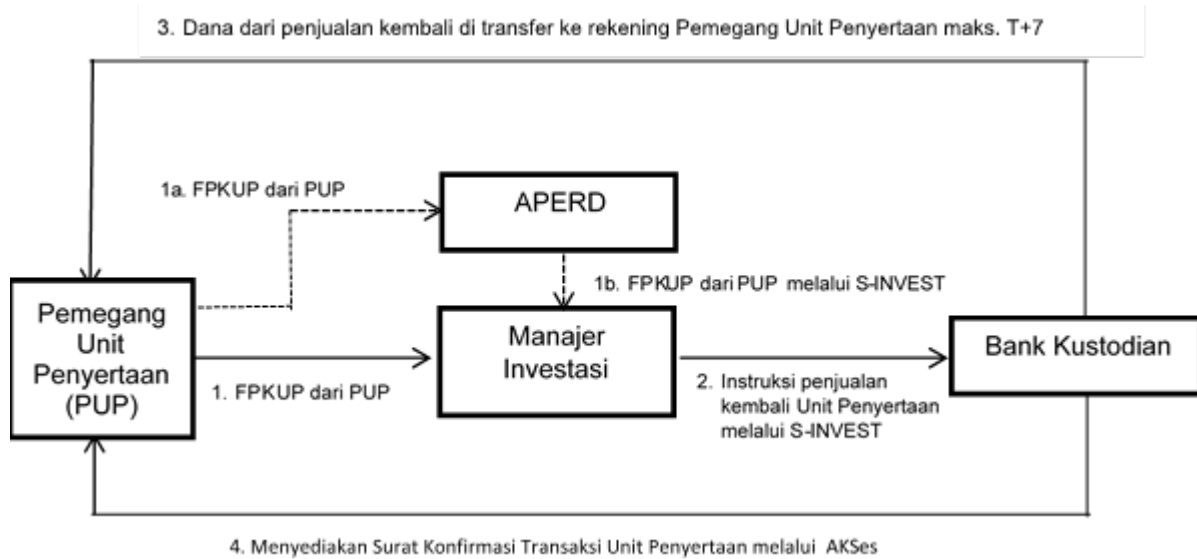 3. Dana dari penjualan kembali di transfer ke rekening Pemegang Unit Penyertaan maks. T+7
1a. FPKUP dari PUP
APERD
1b. FPKUP dari PUP melalui S-INVEST
Pemegang
Unit
Penyertaan
(PUP)
Manajer
Investasi
Bank Kustodian
1. FPKUP dari PUP
2. Instruksi penjualan
kembali Unit Penyertaan
melalui S-INVEST
4. Menyediakan Surat Konfirmasi Transaksi Unit Penyertaan melalui AKSes